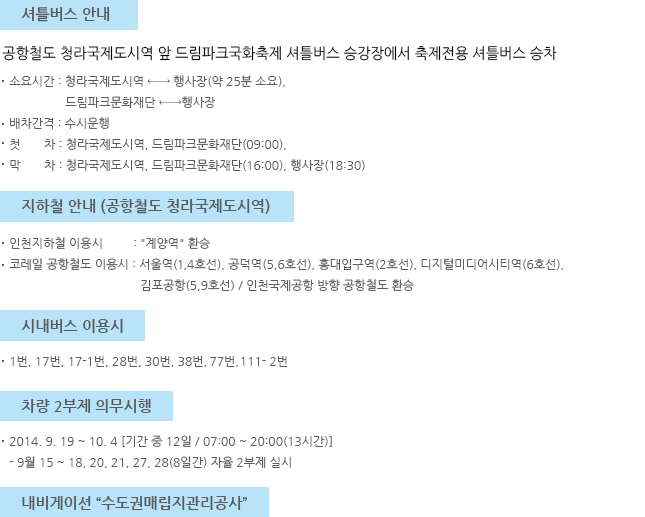 셔틀버스 안내
공항철도 청라국제도시역 앞 드림파크국화축제 셔틀버스 승강장에서 축제전용 셔틀버스 승차
· 소요시간 : 청라국제도시역 ←→ 행사장(약 25분 소요),
드림파크문화재단 ←→행사장
· 배차간격 : 수시운행
· 첫 차 : 청라국제도시역, 드림파크문화재단(09:00),
· 막 차 : 청라국제도시역, 드림파크문화재단(16:00), 행사장(18:30)
지하철 안내 (공항철도 청라국제도시역)
· 인천지하철 이용시 : "계양역" 환승
· 코레일 공항철도 이용시 : 서울역(1,4호선), 공덕역(5,6호선), 홍대입구역(2호선), 디지털미디어시티역(6호선),
김포공항(5,9호선) / 인천국제공항 방향 공항철도 환승
시내버스 이용시
· 1번, 17번, 17-1번, 28번, 30번, 38번, 77번,111- 2번
차량 2부제 의무시행
· 2014. 9. 19 ~ 10. 4 [기간 중 12일 / 07:00 ~ 20:00(13시간)]
- 9월 15 ~ 18, 20, 21, 27, 28(8일간) 자율 2부제 실시
내비게이션 “수도권매립지관리공사”